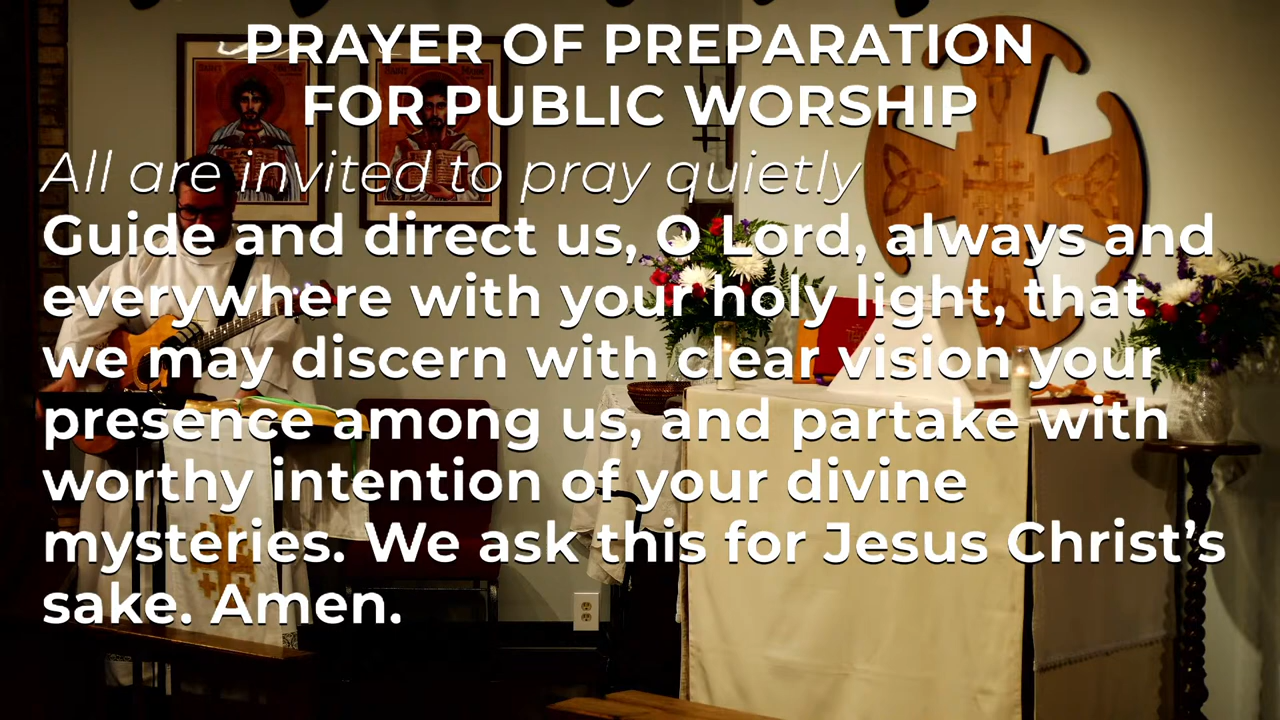 PRAYER OF PREPARATION
FOR PUBLIC WORSHIP
All are invited to pray quietly
Guide and direct us, O Lord, always and
everywhere with your holy light, that
we may discern with clear vision your
presence among us, and partake with
worthy intention of your divine
mysteries. We ask this for Jesus Christ’s
sake. Amen.